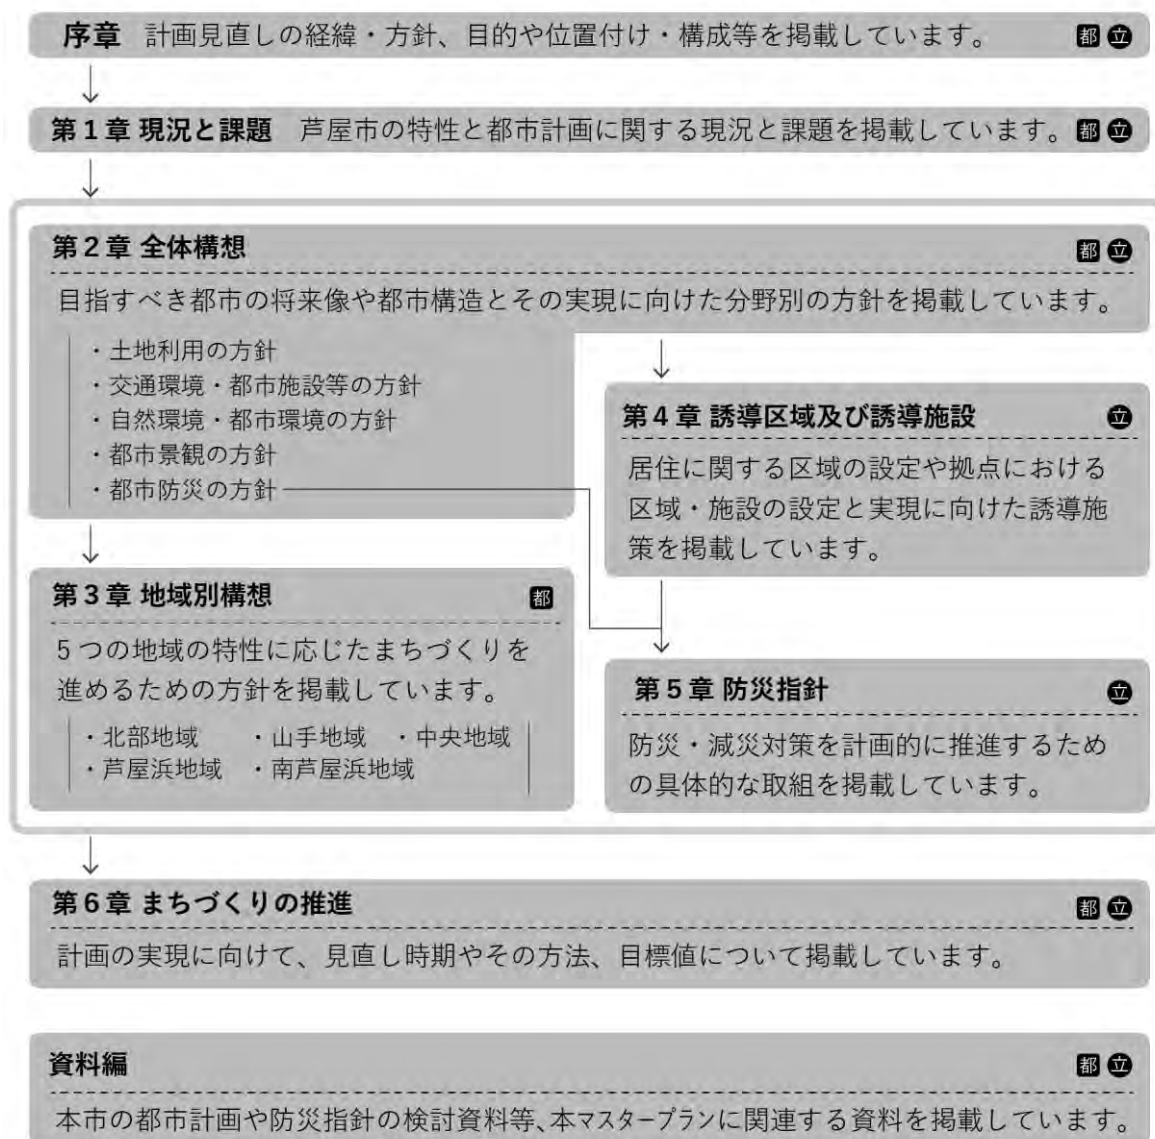 序章 計画見直しの経緯・方針、目的や位置付け・構成等を掲載しています。 都 立
第1章 現況と課題 芦屋市の特性と都市計画に関する現況と課題を掲載しています。 都 立
第2章 全体構想 都 立
目指すべき都市の将来像や都市構造とその実現に向けた分野別の方針を掲載しています。
・土地利用の方針
・交通環境・都市施設等の方針
・自然環境・都市環境の方針
・都市景観の方針
・都市防災の方針
第3章 地域別構想 都
5つの地域の特性に応じたまちづくりを
進めるための方針を掲載しています。
・北部地域 ・山手地域 ・中央地域
・芦屋浜地域 ・南芦屋浜地域
第4章 誘導区域及び誘導施設 立
居住に関する区域の設定や拠点における
区域・施設の設定と実現に向けた誘導施
策を掲載しています。
第5章 防災指針 立
防災・減災対策を計画的に推進するため
の具体的な取組を掲載しています。
第6章 まちづくりの推進 都 立
計画の実現に向けて、見直し時期やその方法、目標値について掲載しています。
資料編 都 立
本市の都市計画や防災指針の検討資料等、本マスタープランに関連する資料を掲載しています。